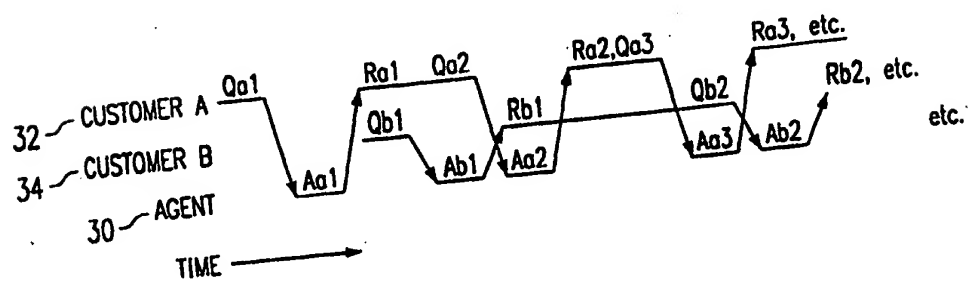 Qa1 Ra1 Qa2 Ra2,Qa3 Ra3, etc.
32 CUSTOMER A Qb1 Rb1 Qb2 Rb2, etc.
34 CUSTOMER B Aa1 Ab1 Aa2 Aa3 Ab2 etc.
30 AGENT
TIME